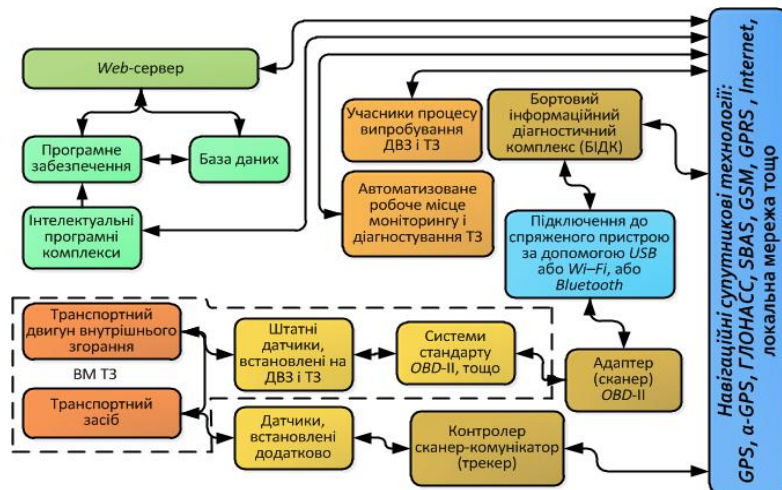 Web-сервер
Програмне
забезпечення
База даних
Інтелектуальні
програмні
комплекси
Учасники процесу
випробування
ДВЗ і ТЗ
Автоматизоване
робоче місце
моніторингу і
діагностування ТЗ
Бортовий
інформаційний
діагностичний
комплекс (БІДК)
Підключення до
спряженого пристрою
за допомогою USB
або Wi–Fi, або
Bluetooth
Транспортний
двигун внутрішнього
згорання
ВМ ТЗ
Транспортний
засіб
Штатні
датчики,
встановлені на
ДВЗ і ТЗ
Системи
стандарту
OBD-II, тощо
Адаптер
(сканер)
OBD-II
Датчики,
встановлені
додатково
Контролер
сканер-комунікатор
(трекер)
Навігаційні супутникові технології:
GPS, α-GPS, ГЛОНАСС, SBAS, GSM, GPRS , Internet,
локальна мережа тощо